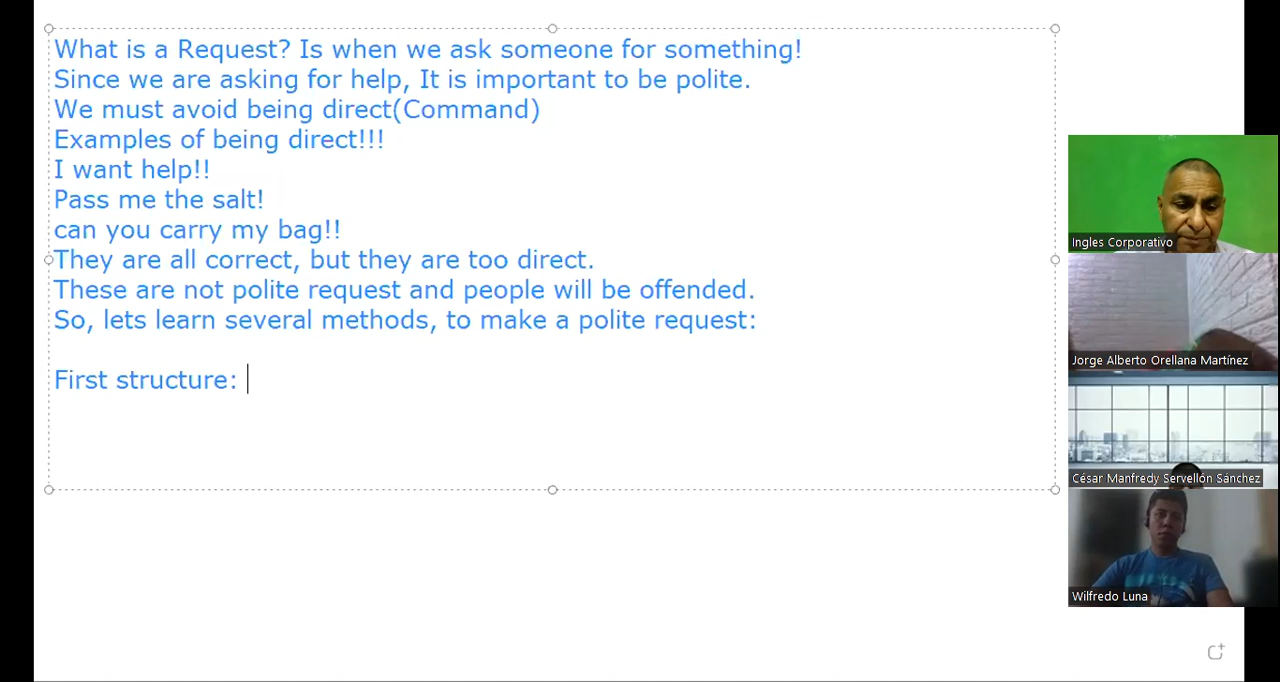 What is a Request? Is when we ask someone for something!
Since we are asking for help, It is important to be polite.
We must avoid being direct(Command)
Examples of being direct!!!
I want help!!
Pass me the salt!
can you carry my bag!!
They are all correct, but they are too direct.
These are not polite request and people will be offended.
So, lets learn several methods, to make a polite request:
First structure:
Ingles Corporativo
Jorge Alberto Orellana Martínez
César Manfredy Servellón Sánchez
Wilfredo Luna